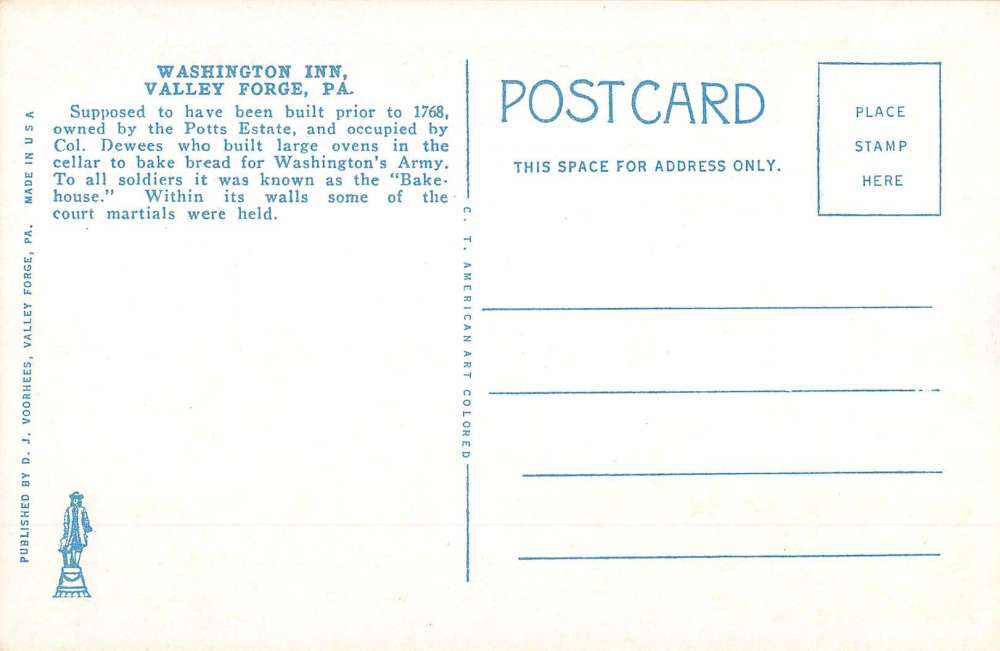 WASHINGTON INN,
VALLEY FORGE, PA.
Supposed to have been built prior to 1768,
owned by the Potts Estate, and occupied by
Col. Dewees who built large ovens in the
cellar to bake bread for Washington's Army.
To all soldiers it was known as the "Bake-
house." Within its walls some of the
court martials were held.
PUBLISHED BY D. J. VOORHEES, VALLEY FORGE, PA. MADE IN U S A
C. T. AMERICAN ART COLORED
POSTCARD
THIS SPACE FOR ADDRESS ONLY.
PLACE
STAMP
HERE